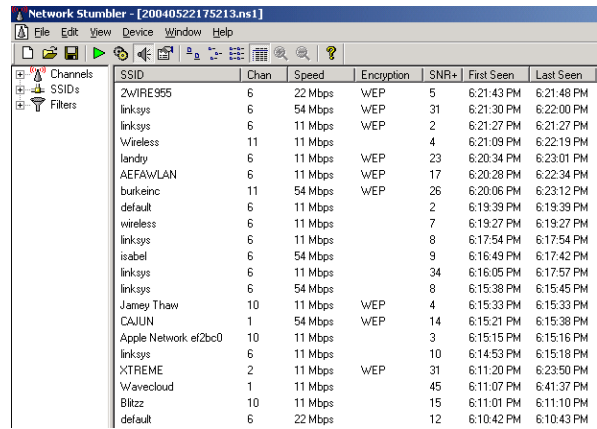 Network Stumbler - [20040522175213.ns1]
File Edit View Device Window Help
Channels
SSIDs
Filters
SSID Chan Speed Encryption SNR+ First Seen Last Seen
2WIRE955 6 22 Mbps WEP 5 6:21:43 PM 6:21:48 PM
linksys 6 54 Mbps WEP 31 6:21:30 PM 6:22:00 PM
linksys 6 11 Mbps WEP 2 6:21:27 PM 6:21:27 PM
Wireless 11 11 Mbps 4 6:21:09 PM 6:22:19 PM
landry 6 11 Mbps WEP 23 6:20:34 PM 6:23:01 PM
AEFAWLAN 6 11 Mbps WEP 17 6:20:28 PM 6:22:34 PM
burkeinc 11 54 Mbps WEP 26 6:20:06 PM 6:23:12 PM
default 6 11 Mbps 2 6:19:39 PM 6:19:39 PM
wireless 6 11 Mbps 7 6:19:27 PM 6:19:27 PM
linksys 6 11 Mbps 8 6:17:54 PM 6:17:54 PM
isabel 6 54 Mbps 9 6:16:49 PM 6:17:42 PM
linksys 6 11 Mbps 34 6:16:05 PM 6:17:57 PM
linksys 6 54 Mbps 8 6:15:38 PM 6:15:45 PM
Jamey Thaw 10 11 Mbps WEP 4 6:15:33 PM 6:15:33 PM
CAJUN 1 54 Mbps WEP 14 6:15:21 PM 6:15:38 PM
Apple Network ef2bc0 10 11 Mbps 3 6:15:15 PM 6:15:16 PM
linksys 6 11 Mbps 10 6:14:53 PM 6:15:18 PM
XTREME 2 11 Mbps WEP 31 6:11:20 PM 6:23:50 PM
Wavecloud 1 11 Mbps 45 6:11:07 PM 6:41:37 PM
Blitzz 10 11 Mbps 15 6:11:01 PM 6:11:10 PM
default 6 22 Mbps 12 6:10:42 PM 6:10:43 PM